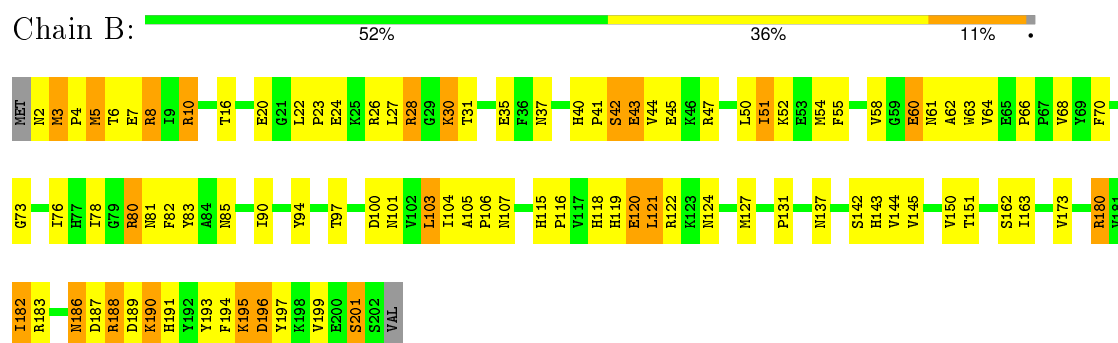 Chain B:
52% 36% 11% •
MET N2 M3 P4 M5 T6 E7 R8 I9 R10 T16 E20 G21 L22 P23 E24 K25 R26 L27 R28 G29 K30 T31 E35 F36 N37 H40 P41 S42 E43 V44 E45 K46 R47 L50 I51 K52 E53 M54 F55 V58 G59 E60 N61 A62 W63 V64 E65 P66 P67 V68 Y69 F70
G73 I76 H77 I78 G79 R80 N81 F82 Y83 A84 N85 I90 Y94 T97 D100 N101 V102 L103 I104 A105 P106 N107 H115 P116 V117 H118 H119 E120 L121 R122 K123 N124 M127 P131 N137 S142 H143 V144 V145 V150 T151 S162 I163 V173 R180 V181
I182 R183 N186 D187 R188 D189 K190 H191 Y192 Y193 F194 K195 D196 Y197 K198 V199 E200 S201 S202 VAL